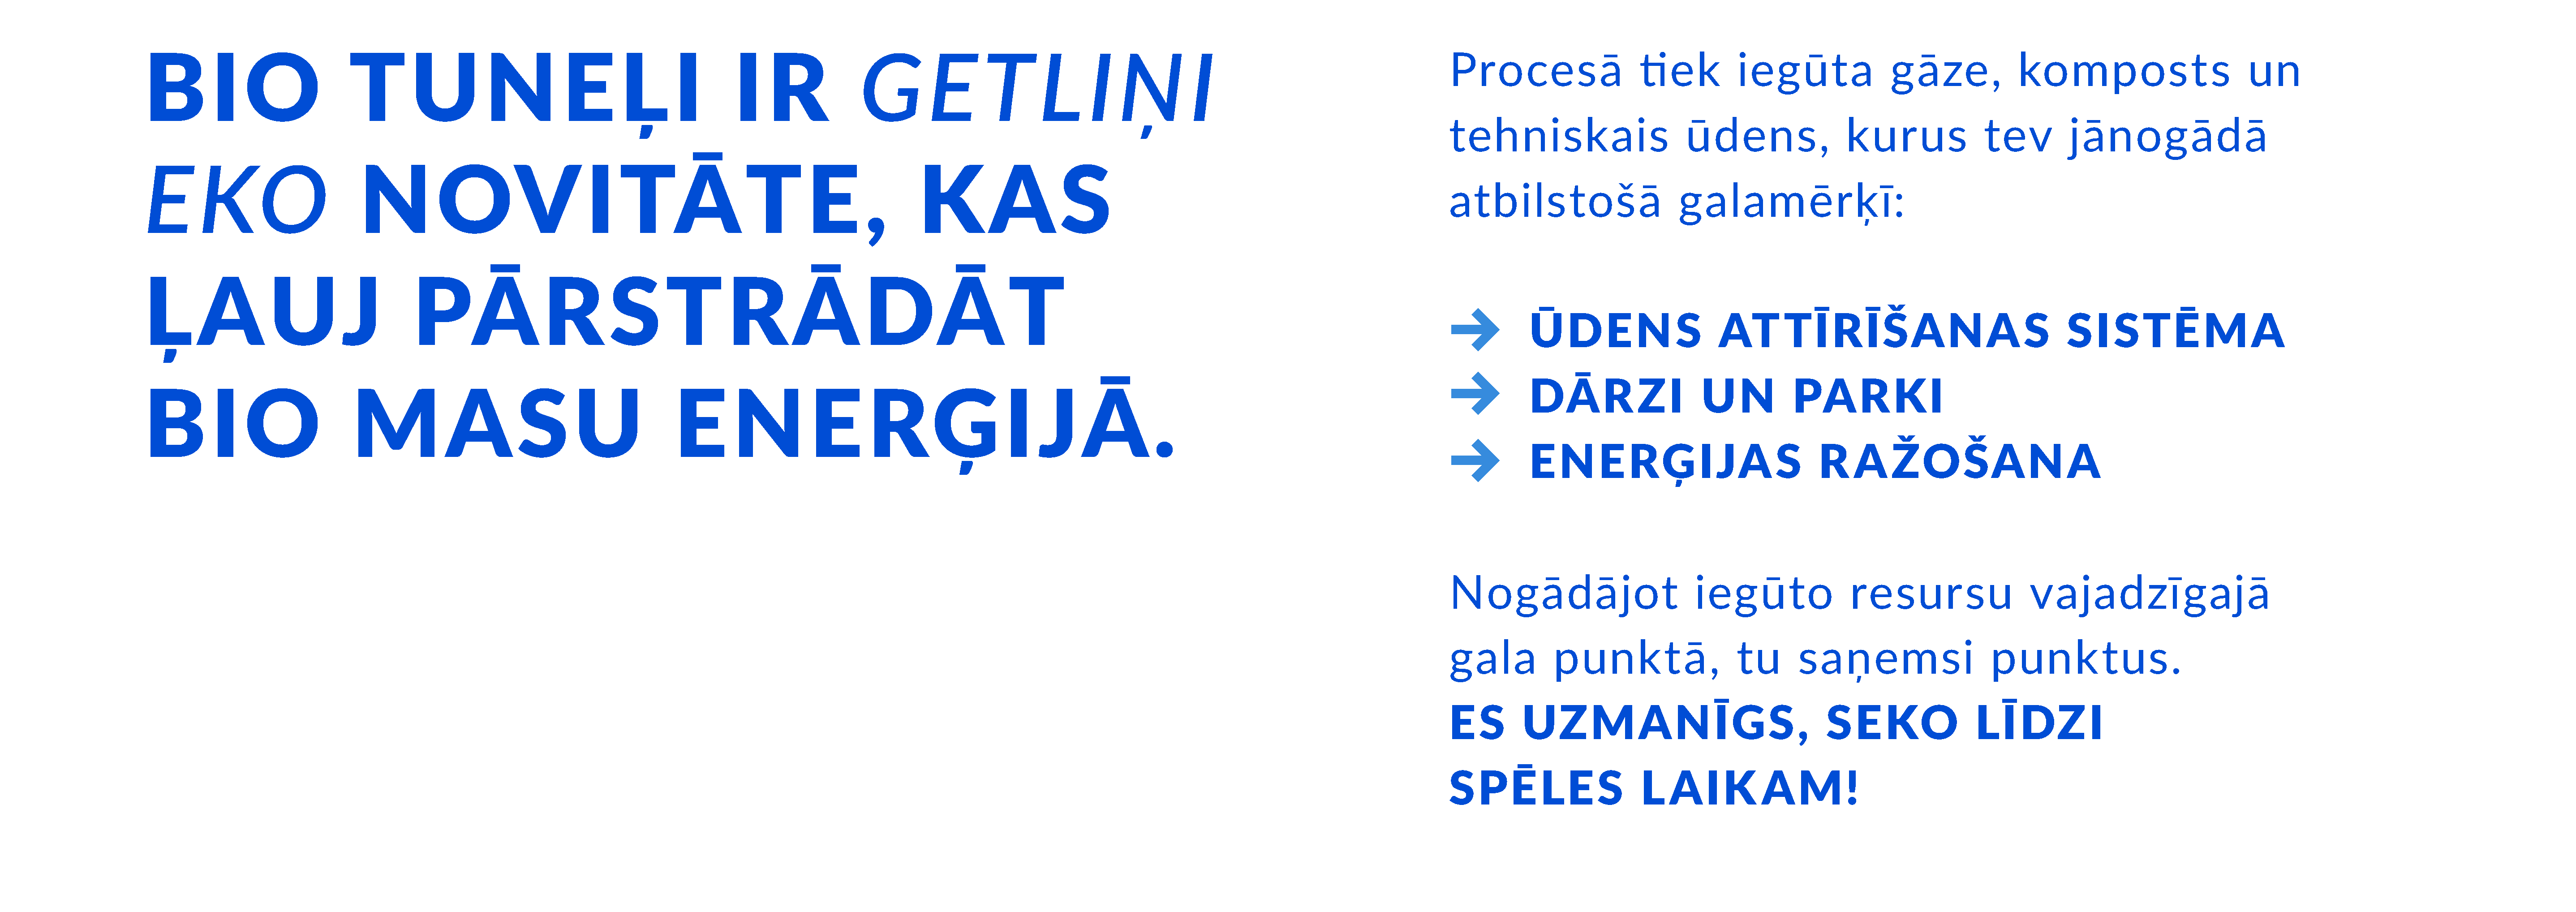 BIO TUNEĻI IR GETLIŅI
EKO NOVITĀTE, KAS
ĻAUJ PĀRSTRĀDĀT
BIO MASU ENERĢIJĀ.
Procesā tiek iegūta gāze, komposts un
tehniskais ūdens, kurus tev jānogādā
atbilstošā galamērķī:
→ ŪDENS ATTĪRĪŠANAS SISTĒMA
→ DĀRZI UN PARKI
→ ENERĢIJAS RAŽOŠANA
Nogādājot iegūto resursu vajadzīgajā
gala punktā, tu saņemsi punktus.
ES UZMANĪGS, SEKO LĪDZI
SPĒLES LAIKAM!